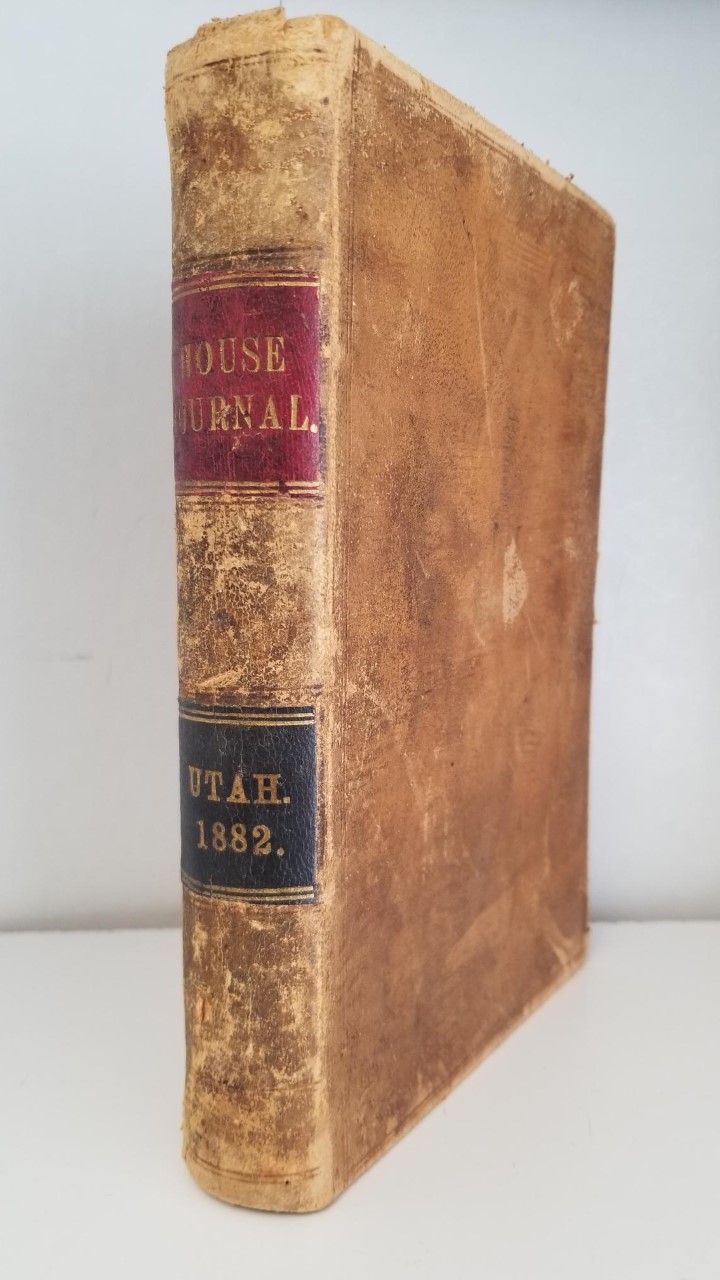 HOUSE
JOURNAL.
UTAH.
1882.